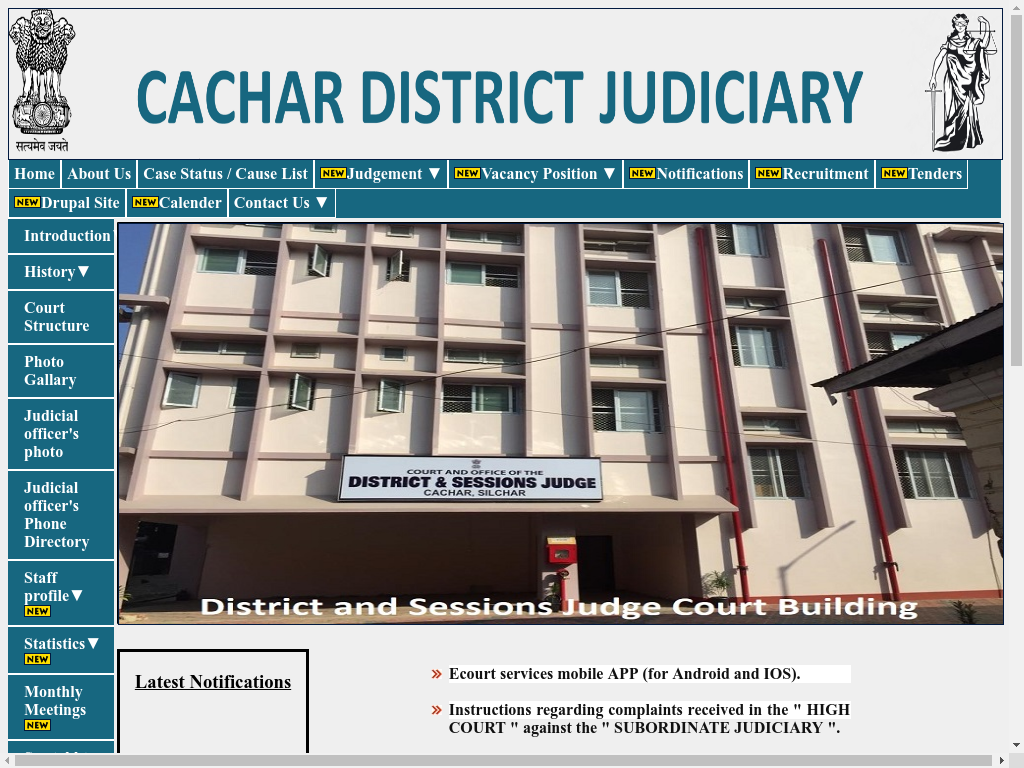 सत्यमेव जयते
CACHAR DISTRICT JUDICIARY
Home About Us Case Status / Cause List NEW Judgement ▼ NEW Vacancy Position ▼ NEW Notifications NEW Recruitment NEW Tenders
NEW Drupal Site NEW Calender Contact Us ▼
Introduction
History▼
Court
Structure
Photo
Gallary
Judicial
officer's
photo
Judicial
officer's
Phone
Directory
Staff
profile▼
NEW
Statistics▼
NEW
Monthly
Meetings
NEW
COURT AND OFFICE OF THE
DISTRICT & SESSIONS JUDGE
CACHAR, SILCHAR
District and Sessions Judge Court Building
Latest Notifications
Ecourt services mobile APP (for Android and IOS).
Instructions regarding complaints received in the " HIGH
COURT " against the " SUBORDINATE JUDICIARY ".